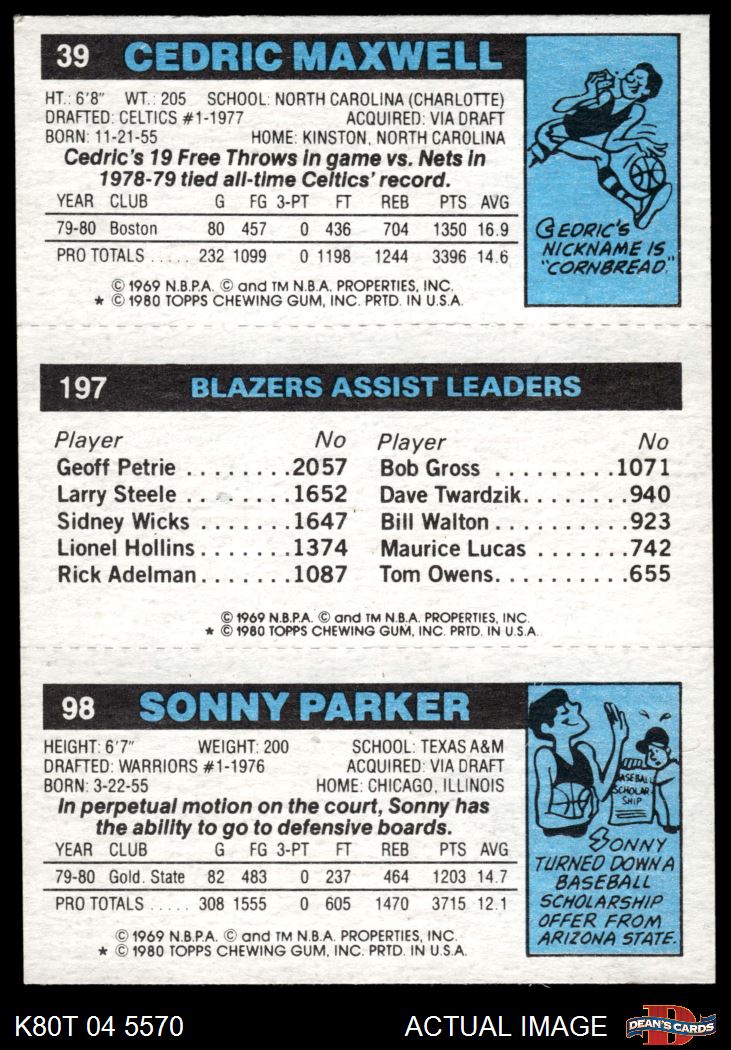 39 CEDRIC MAXWELL
HT.: 6'8" WT.: 205 SCHOOL: NORTH CAROLINA (CHARLOTTE)
DRAFTED: CELTICS #1-1977 ACQUIRED: VIA DRAFT
BORN: 11-21-55 HOME: KINSTON, NORTH CAROLINA
Cedric's 19 Free Throws in game vs. Nets in
1978-79 tied all-time Celtics' record.
YEAR CLUB G FG 3-PT FT REB PTS AVG
79-80 Boston 80 457 0 436 704 1350 16.9
PRO TOTALS ..... 232 1099 0 1198 1244 3396 14.6
© 1969 N.B.P.A. © and TM N.B.A. PROPERTIES, INC.
* © 1980 TOPPS CHEWING GUM, INC. PRTD. IN U.S.A.
CEDRIC'S
NICKNAME IS
"CORNBREAD."
197 BLAZERS ASSIST LEADERS
Player No Player No
Geoff Petrie ........2057 Bob Gross .........1071
Larry Steele ........1652 Dave Twardzik.......940
Sidney Wicks .......1647 Bill Walton .........923
Lionel Hollins .......1374 Maurice Lucas ......742
Rick Adelman .......1087 Tom Owens..........655
© 1969 N.B.P.A. © and TM N.B.A. PROPERTIES, INC.
* © 1980 TOPPS CHEWING GUM, INC. PRTD. IN U.S.A.
98 SONNY PARKER
HEIGHT: 6'7" WEIGHT: 200 SCHOOL: TEXAS A&M
DRAFTED: WARRIORS #1-1976 ACQUIRED: VIA DRAFT
BORN: 3-22-55 HOME: CHICAGO, ILLINOIS
In perpetual motion on the court, Sonny has
the ability to go to defensive boards.
YEAR CLUB G FG 3-PT FT REB PTS AVG
79-80 Gold. State 82 483 0 237 464 1203 14.7
PRO TOTALS ..... 308 1555 0 605 1470 3715 12.1
© 1969 N.B.P.A. © and TM N.B.A. PROPERTIES, INC.
* © 1980 TOPPS CHEWING GUM, INC. PRTD. IN U.S.A.
BASEBALL
SCHOLAR-
SHIP
SONNY
TURNED DOWN A
BASEBALL
SCHOLARSHIP
OFFER FROM
ARIZONA STATE.
K80T 04 5570 ACTUAL IMAGE
D
DEAN'S CARDS